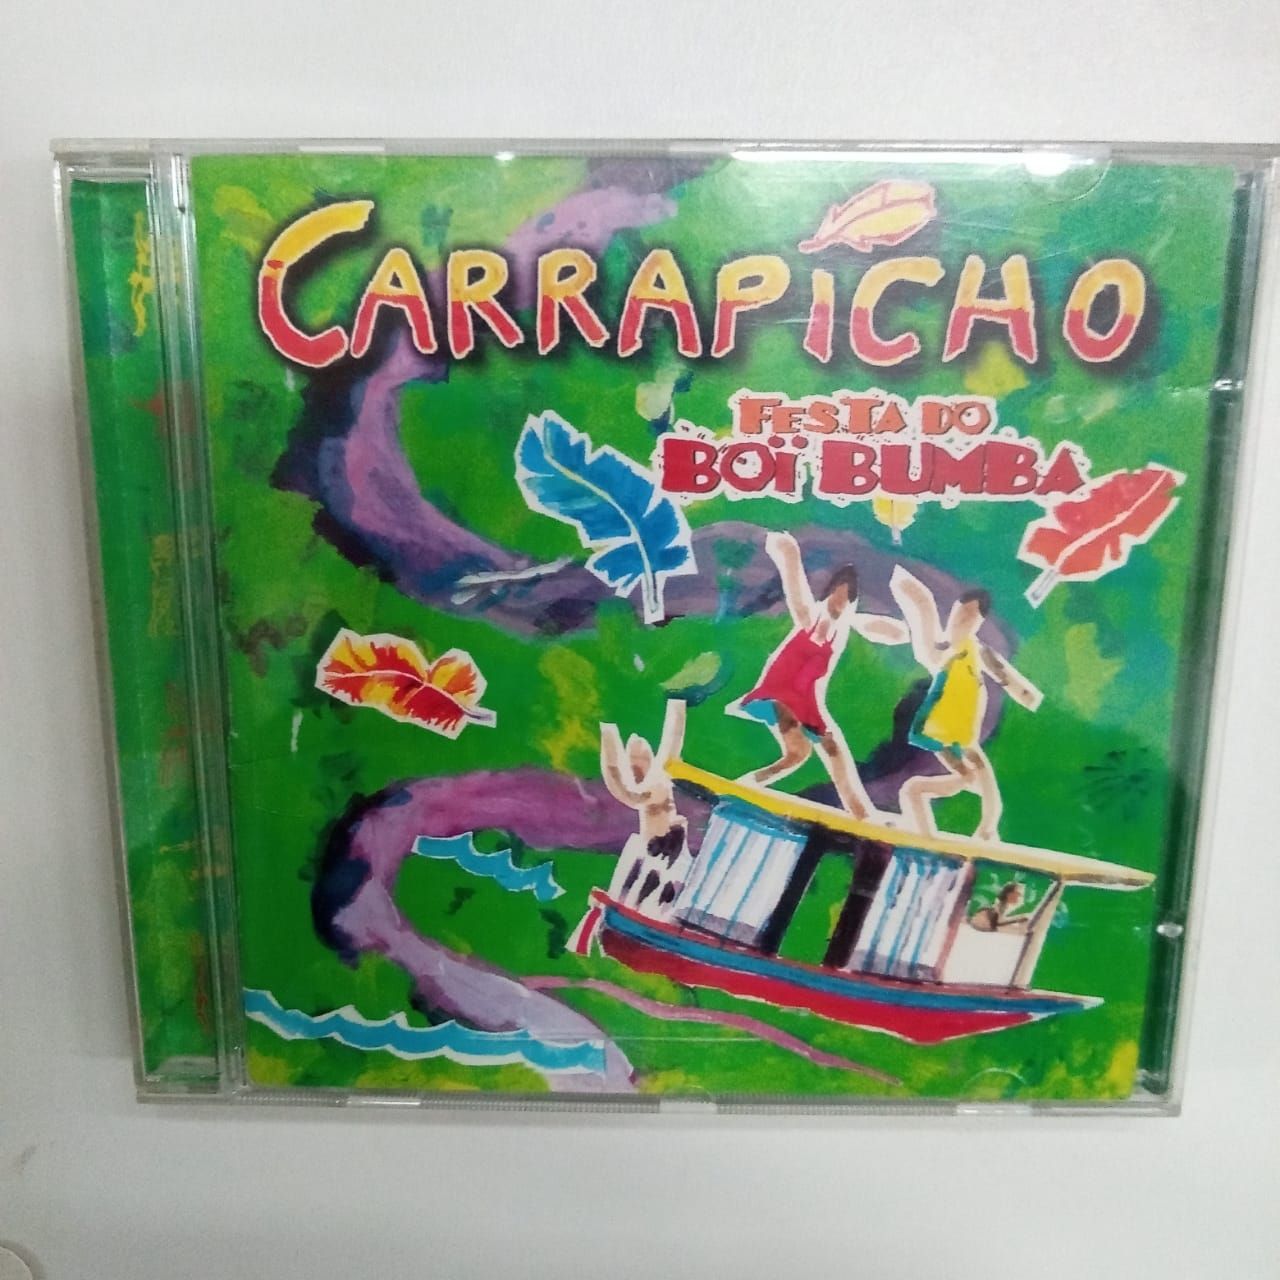 CARRAPICHO
FESTA DO
BOÏ BUMBA